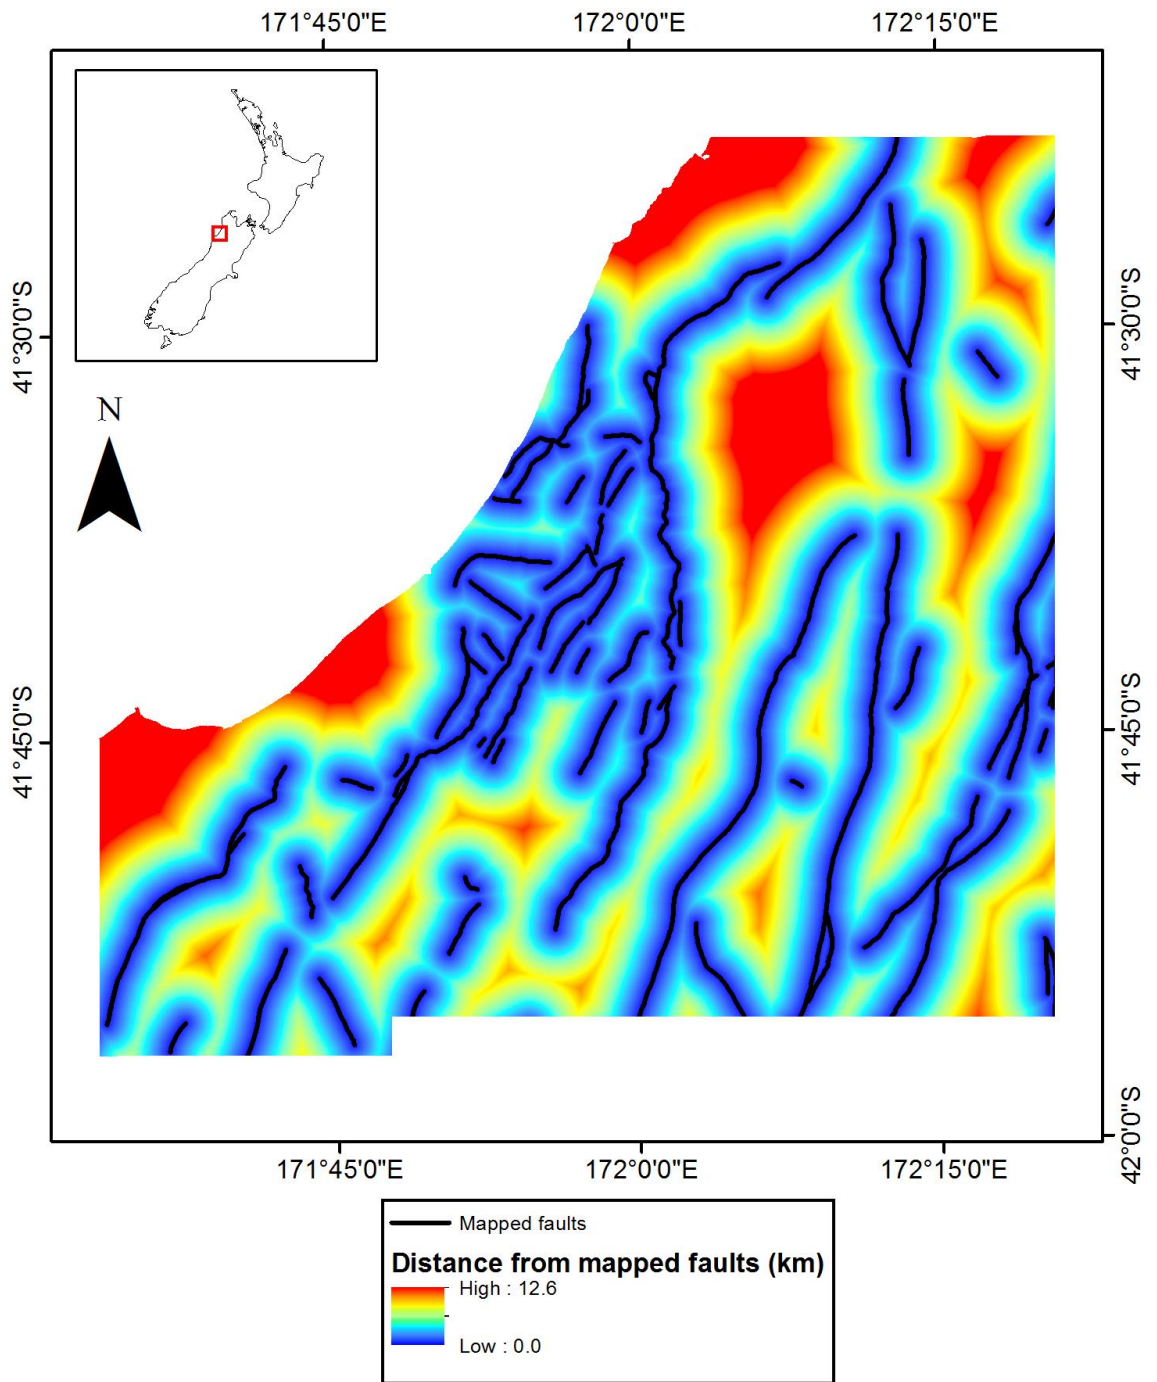 171°45'0"E 172°0'0"E 172°15'0"E
N
41°30'0"S
41°30'0"S
41°45'0"S
41°45'0"S
42°0'0"S
171°45'0"E 172°0'0"E 172°15'0"E
Mapped faults
Distance from mapped faults (km)
High : 12.6
Low : 0.0